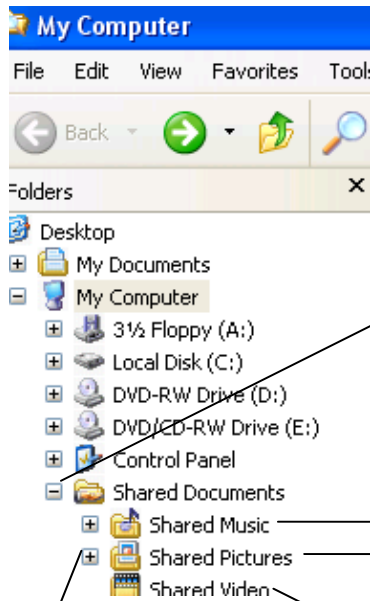 My Computer
File Edit View Favorites Tools
Back
Folders
Desktop
My Documents
My Computer
3½ Floppy (A:)
Local Disk (C:)
DVD-RW Drive (D:)
DVD/CD-RW Drive (E:)
Control Panel
Shared Documents
Shared Music
Shared Pictures
Shared Video